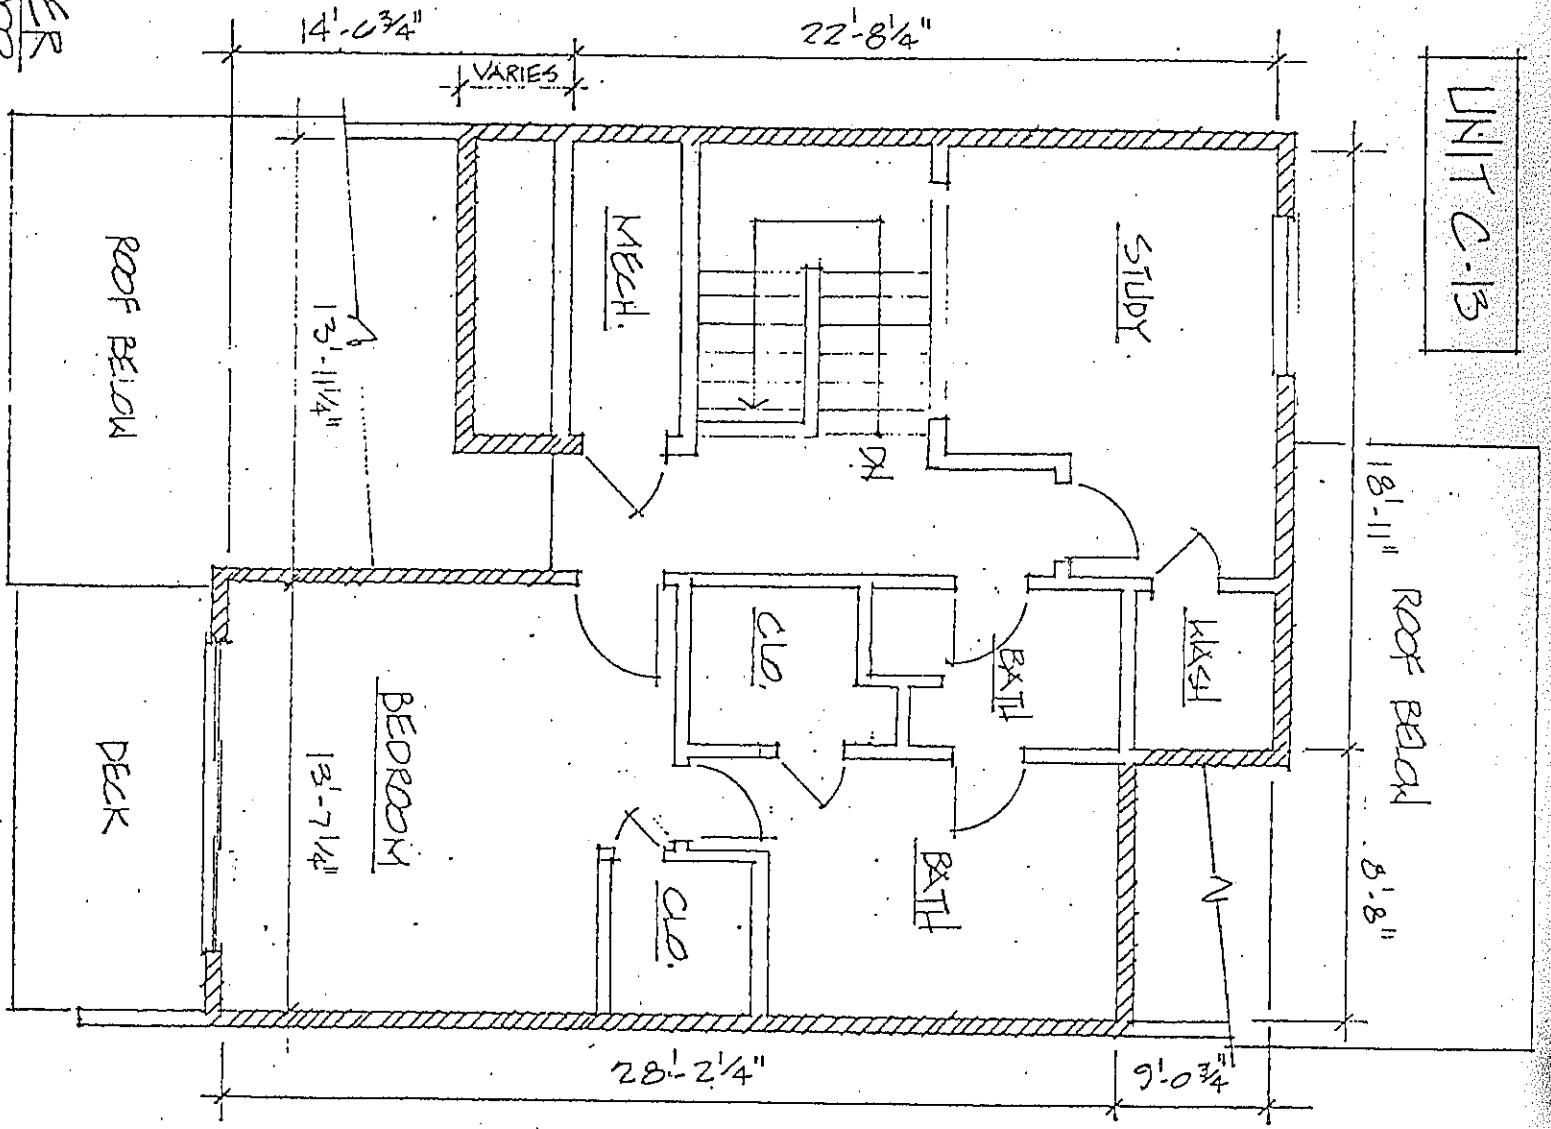 14'-6¾"
22'-8¼"
VARIES
UNIT C-13
STUDY
MECH.
DN
ROOF BELOW
13'-11¼"
18'-11"
ROOF BELOW
WASH
BATH
CLO.
BEDROOM
13'-7¼"
DECK
BATH
CLO.
8'-8"
28'-2¼"
9'-0¾"